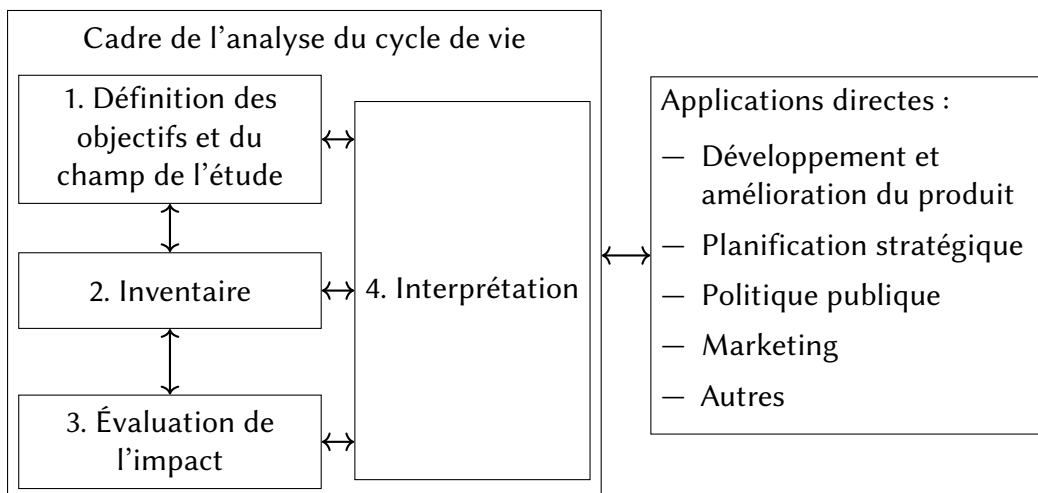 Cadre de l'analyse du cycle de vie
1. Définition des
objectifs et du
champ de l'étude
2. Inventaire
3. Évaluation de
l'impact
4. Interprétation
Applications directes :
— Développement et
amélioration du produit
— Planification stratégique
— Politique publique
— Marketing
— Autres